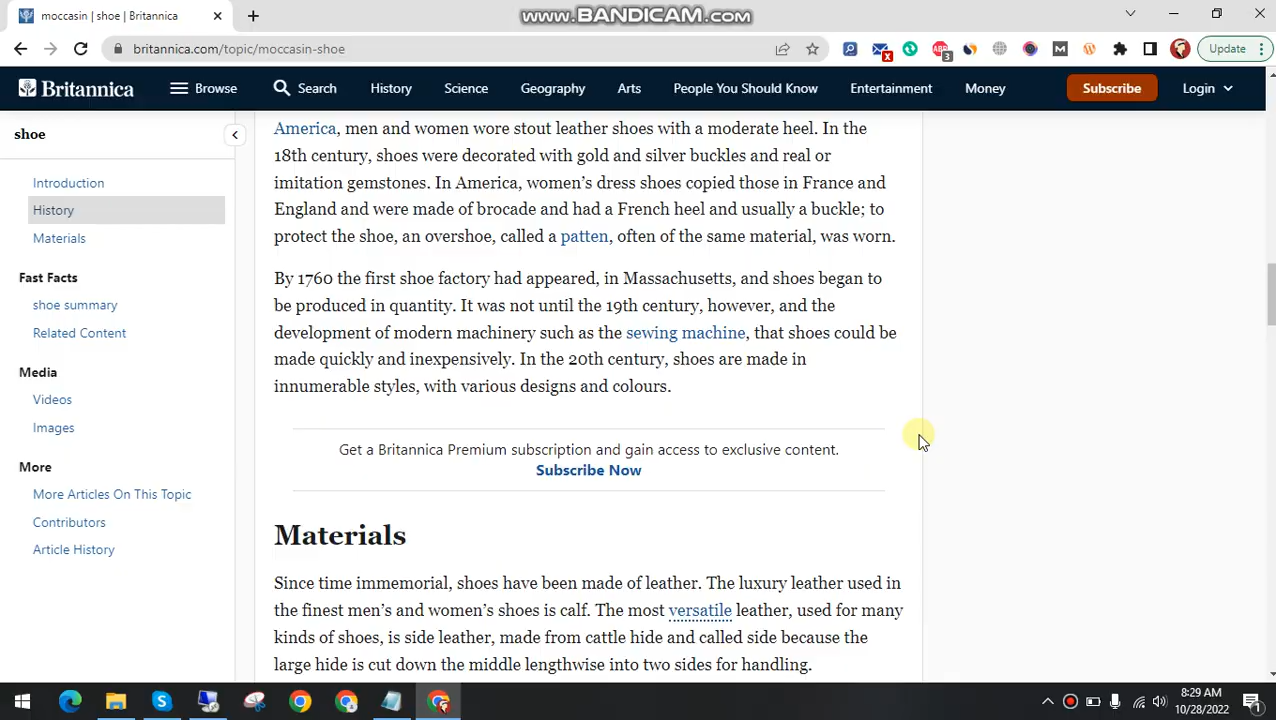 moccasin | shoe | Britannica
www.BANDICAM.com
britannica.com/topic/moccasin-shoe
Update
Britannica
Browse
Search
History
Science
Geography
Arts
People You Should Know
Entertainment
Money
Subscribe
Login
shoe
Introduction
History
Materials
Fast Facts
shoe summary
Related Content
Media
Videos
Images
More
More Articles On This Topic
Contributors
Article History
America, men and women wore stout leather shoes with a moderate heel. In the
18th century, shoes were decorated with gold and silver buckles and real or
imitation gemstones. In America, women’s dress shoes copied those in France and
England and were made of brocade and had a French heel and usually a buckle; to
protect the shoe, an overshoe, called a patten, often of the same material, was worn.
By 1760 the first shoe factory had appeared, in Massachusetts, and shoes began to
be produced in quantity. It was not until the 19th century, however, and the
development of modern machinery such as the sewing machine, that shoes could be
made quickly and inexpensively. In the 20th century, shoes are made in
innumerable styles, with various designs and colours.
Get a Britannica Premium subscription and gain access to exclusive content.
Subscribe Now
Materials
Since time immemorial, shoes have been made of leather. The luxury leather used in
the finest men’s and women’s shoes is calf. The most versatile leather, used for many
kinds of shoes, is side leather, made from cattle hide and called side because the
large hide is cut down the middle lengthwise into two sides for handling.
8:29 AM
10/28/2022